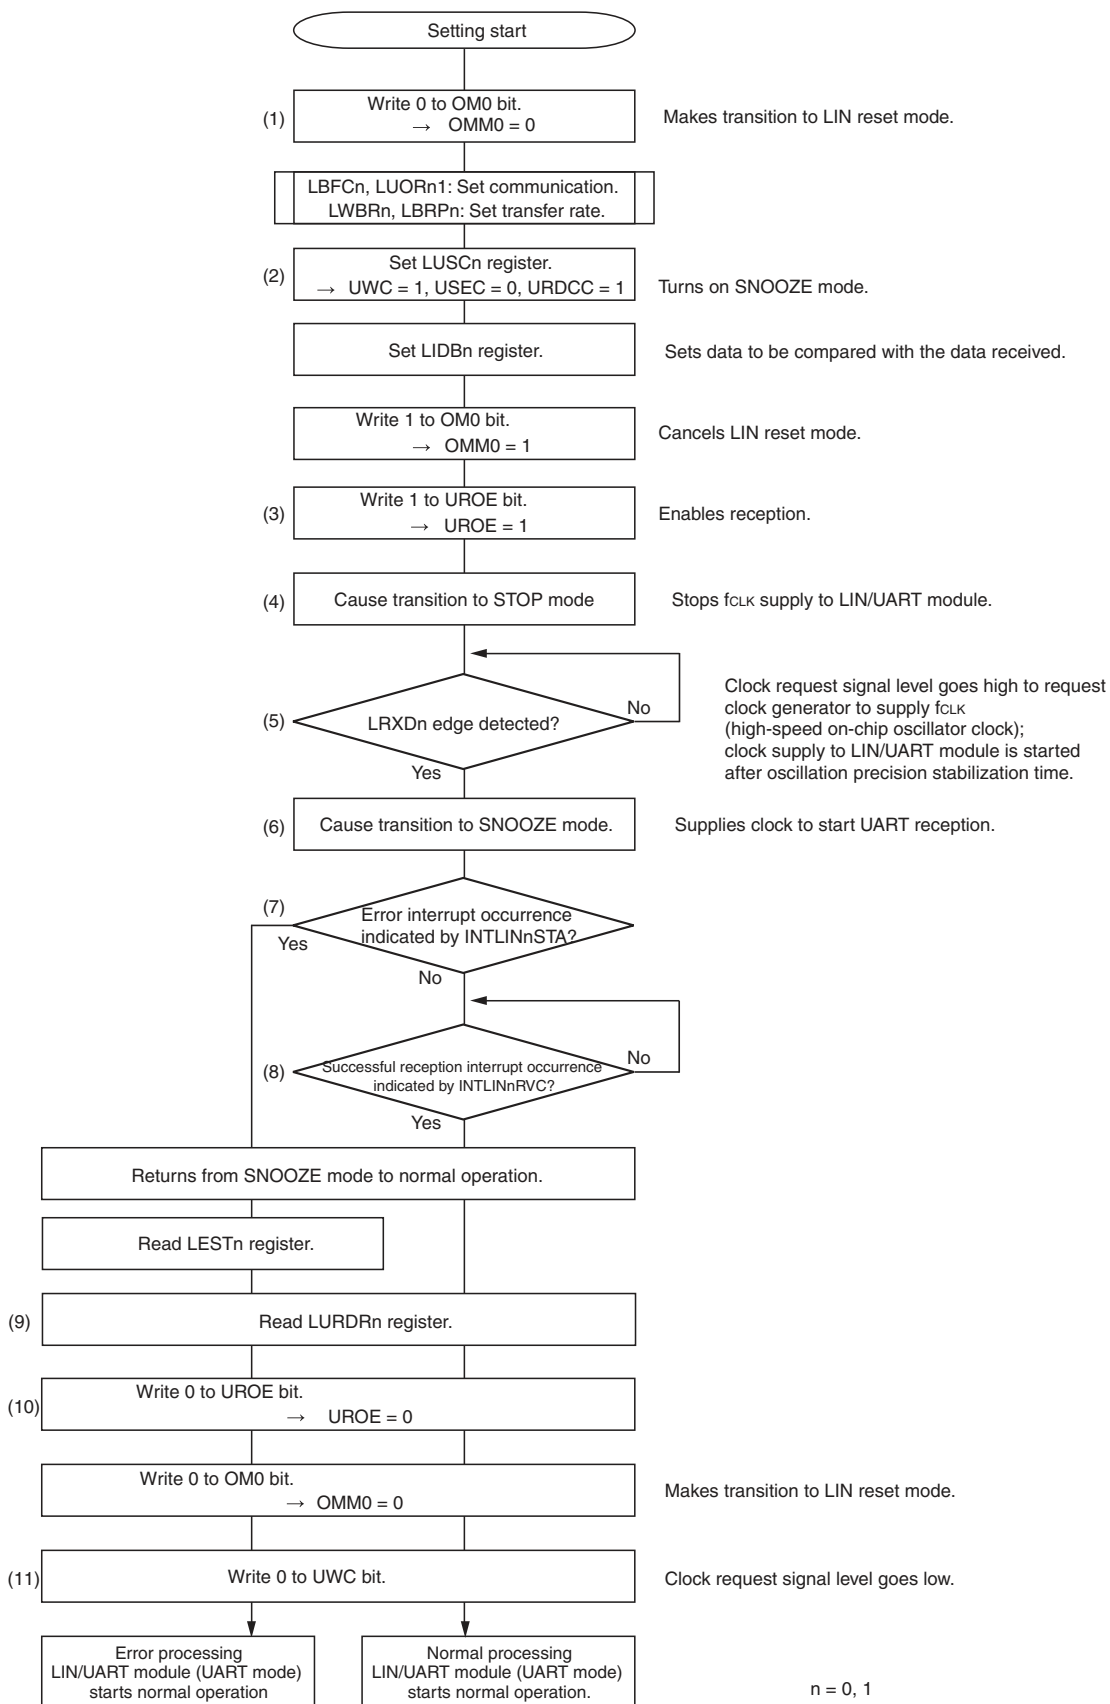 Setting start
(1)
Write 0 to OM0 bit.
→ OMM0 = 0
Makes transition to LIN reset mode.
LBFCn, LUORn1: Set communication.
LWBRn, LBRPn: Set transfer rate.
(2)
Set LUSCn register.
→ UWC = 1, USEC = 0, URDCC = 1
Turns on SNOOZE mode.
Set LIDBn register.
Sets data to be compared with the data received.
Write 1 to OM0 bit.
→ OMM0 = 1
Cancels LIN reset mode.
(3)
Write 1 to UROE bit.
→ UROE = 1
Enables reception.
(4)
Cause transition to STOP mode
Stops fCLK supply to LIN/UART module.
(5)
LRXDn edge detected?
No
Yes
Clock request signal level goes high to request
clock generator to supply fCLK
(high-speed on-chip oscillator clock);
clock supply to LIN/UART module is started
after oscillation precision stabilization time.
(6)
Cause transition to SNOOZE mode.
Supplies clock to start UART reception.
(7)
Error interrupt occurrence
indicated by INTLINnSTA?
Yes
No
(8)
Successful reception interrupt occurrence
indicated by INTLINnRVC?
No
Yes
Returns from SNOOZE mode to normal operation.
Read LESTn register.
(9)
Read LURDRn register.
(10)
Write 0 to UROE bit.
→ UROE = 0
Write 0 to OM0 bit.
→ OMM0 = 0
Makes transition to LIN reset mode.
(11)
Write 0 to UWC bit.
Clock request signal level goes low.
Error processing
LIN/UART module (UART mode)
starts normal operation
Normal processing
LIN/UART module (UART mode)
starts normal operation.
n = 0, 1